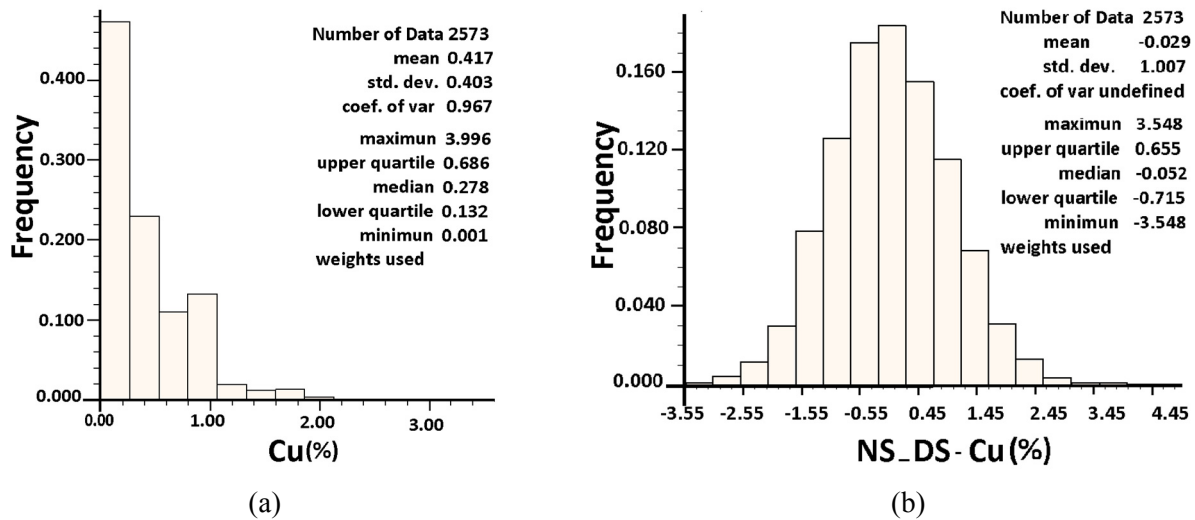 Number of Data 2573
mean 0.417
std. dev. 0.403
coef. of var 0.967
maximun 3.996
upper quartile 0.686
median 0.278
lower quartile 0.132
minimun 0.001
weights used
Frequency
0.400
0.300
0.200
0.100
0.000
0.00 1.00 2.00 3.00
Cu(%)
(a)
Number of Data 2573
mean -0.029
std. dev. 1.007
coef. of var undefined
maximun 3.548
upper quartile 0.655
median -0.052
lower quartile -0.715
minimun -3.548
weights used
Frequency
0.160
0.120
0.080
0.040
0.000
-3.55 -2.55 -1.55 -0.55 0.45 1.45 2.45 3.45 4.45
NS_DS - Cu(%)
(b)